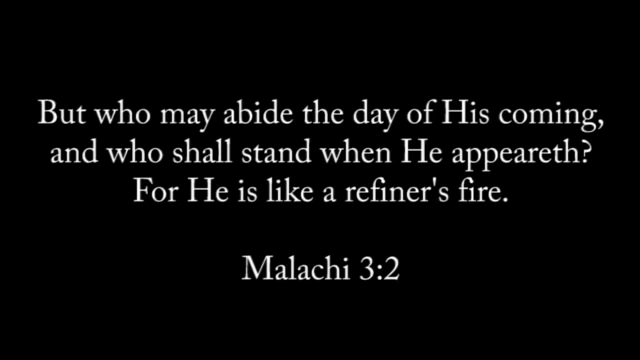 But who may abide the day of His coming,
and who shall stand when He appeareth?
For He is like a refiner's fire.
Malachi 3:2